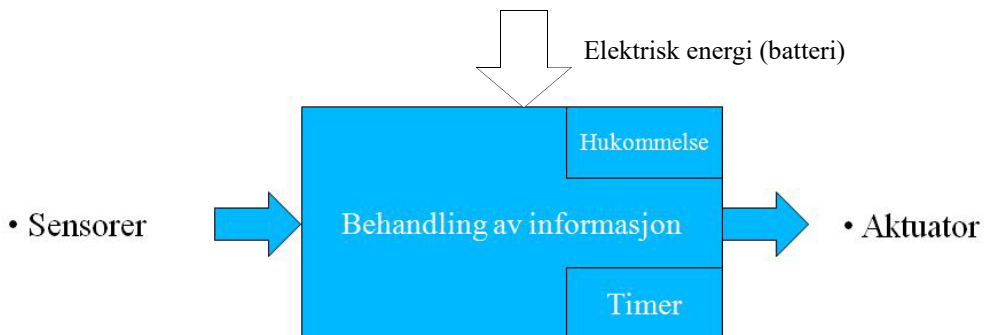 Elektrisk energi (batteri)
Hukommelse
• Sensorer
Behandling av informasjon
• Aktuator
Timer